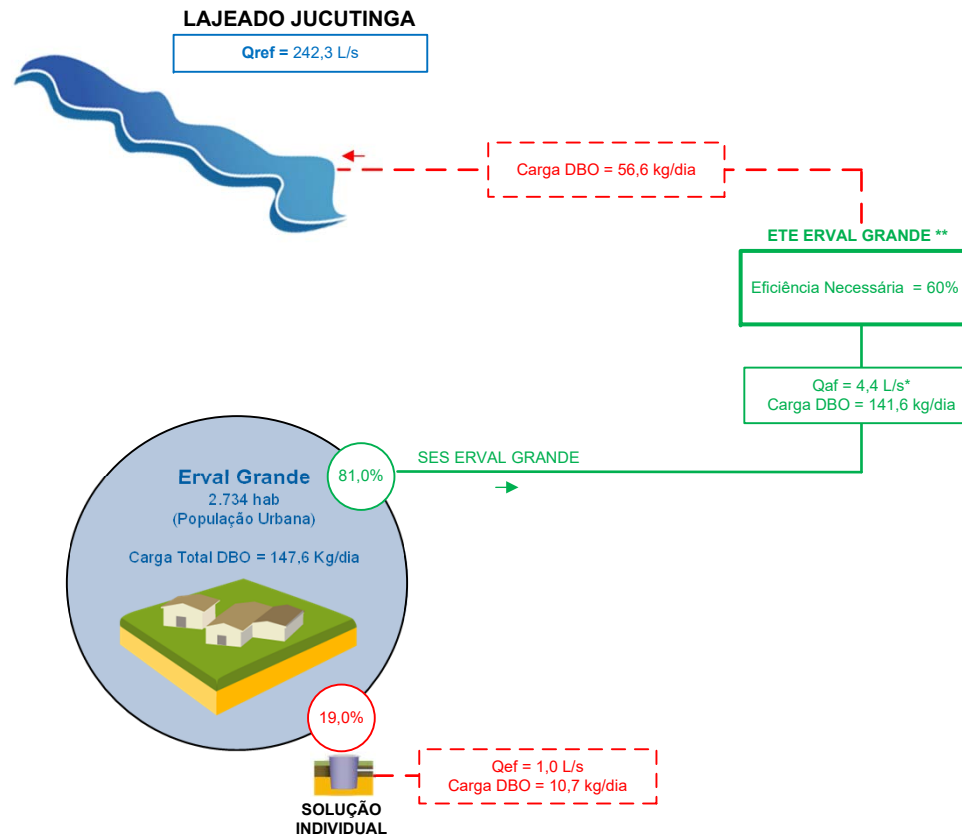 LAJEADO JUCUTINGA
Qref = 242,3 L/s
Carga DBO = 56,6 kg/dia
ETE ERVAL GRANDE **
Eficiência Necessária = 60%
Qaf = 4,4 L/s*
Carga DBO = 141,6 kg/dia
SES ERVAL GRANDE
81,0%
Erval Grande
2.734 hab
(População Urbana)
Carga Total DBO = 147,6 Kg/dia
19,0%
Qef = 1,0 L/s
Carga DBO = 10,7 kg/dia
SOLUÇÃO
INDIVIDUAL